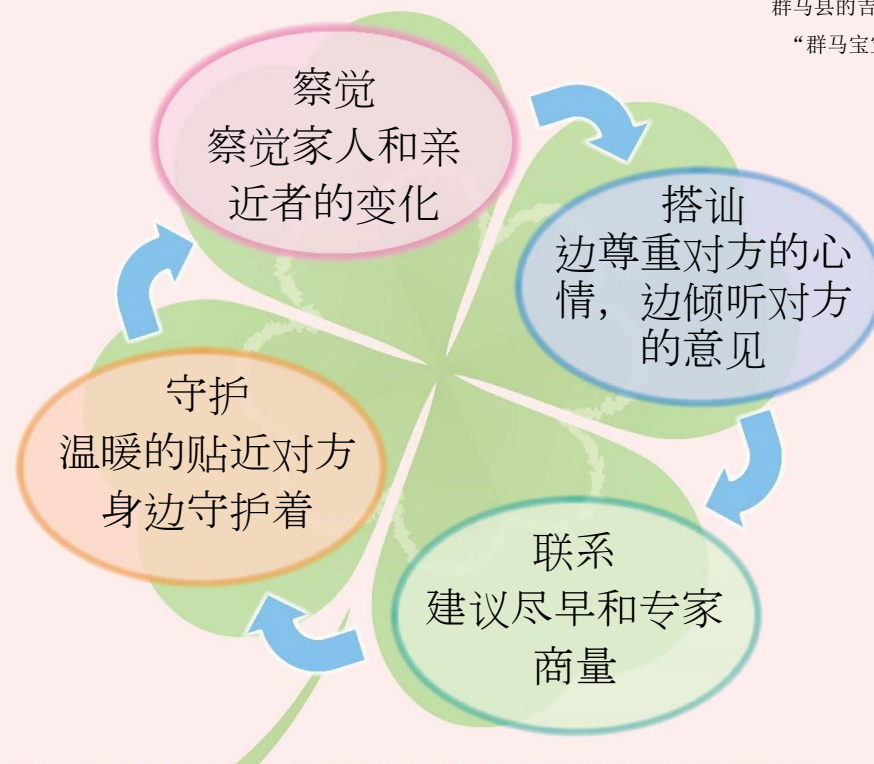 群马县的吉
“群马宝
察觉
察觉家人和亲
近者的变化
搭讪
边尊重对方的心
情，边倾听对方
的意见
守护
温暖的贴近对方
身边守护着
联系
建议尽早和专家
商量